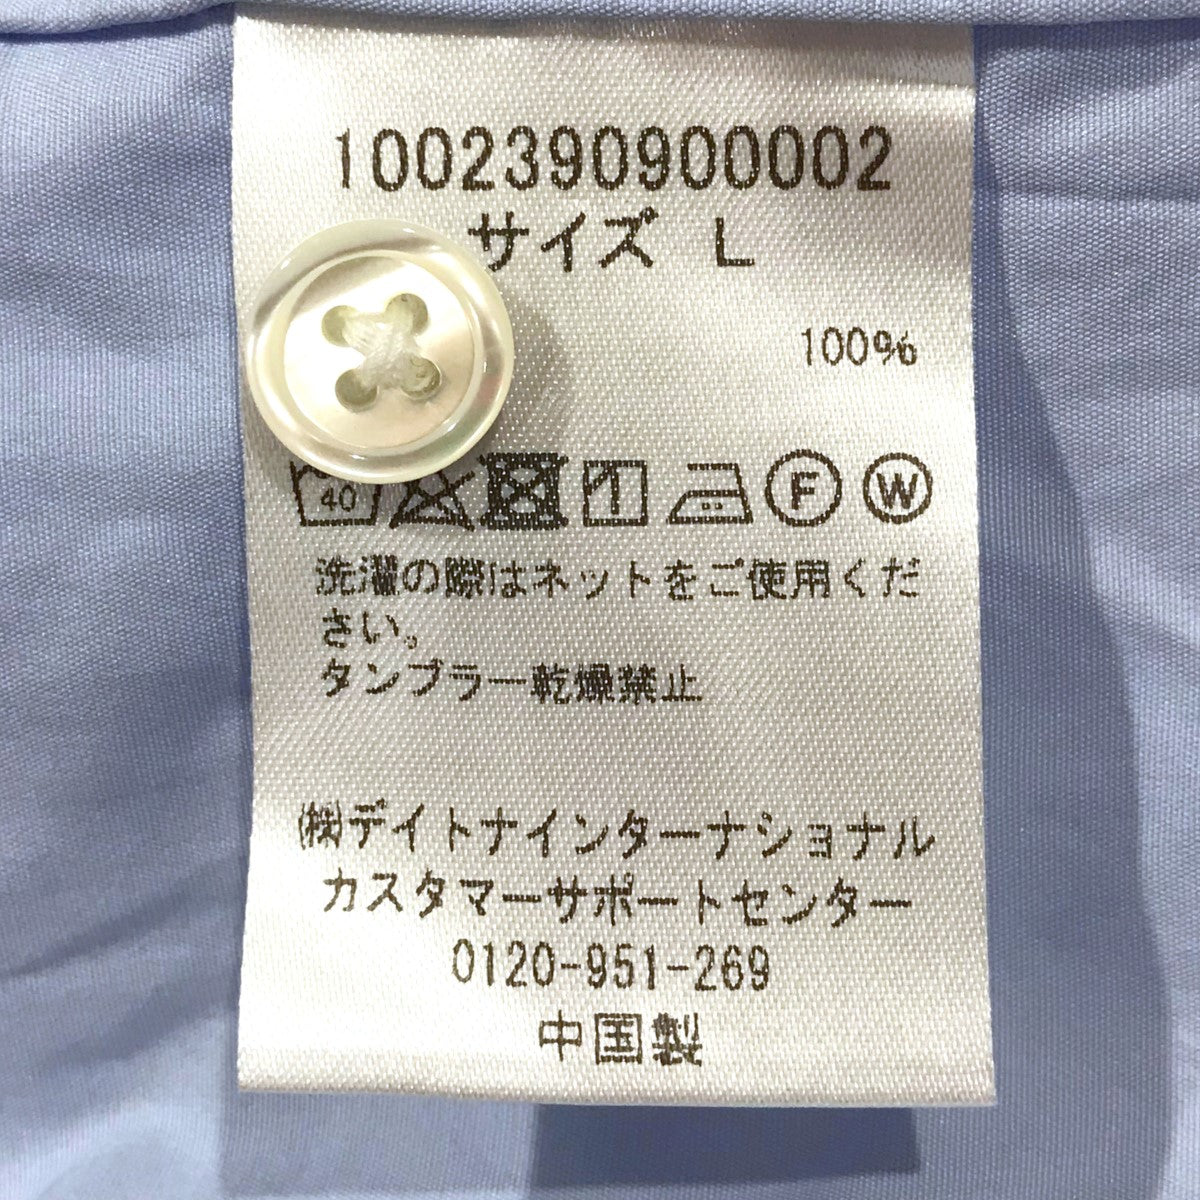 1002390900002
サイズ L
100%
40 F W
洗濯の際はネットをご使用くだ
さい。
タンブラー乾燥禁止
㈱デイトナインターナショナル
カスタマーサポートセンター
0120-951-269
中国製